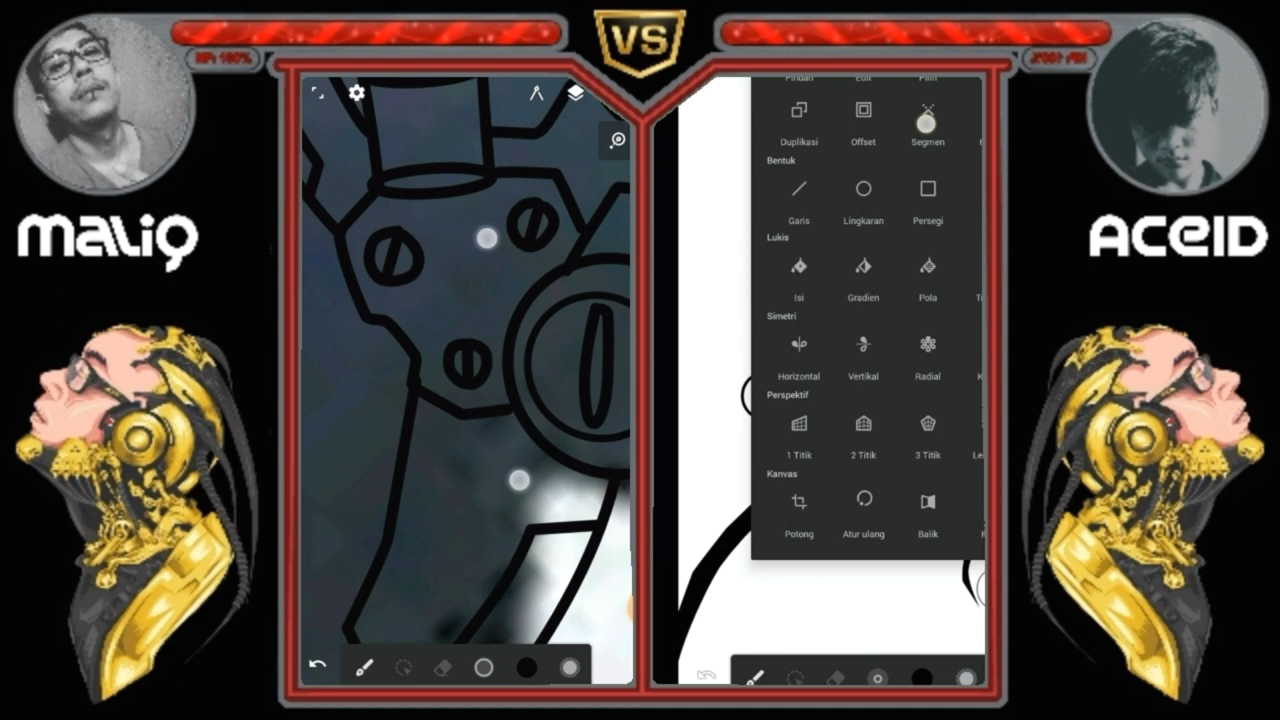 VS
MALIQ
ACEID
Duplikasi Offset Segmen
Bentuk
Garis Lingkaran Persegi
Lukis
Isi Gradien Pola
Simetri
Horizontal Vertikal Radial
Perspektif
1 Titik 2 Titik 3 Titik
Kanvas
Potong Atur ulang Balik